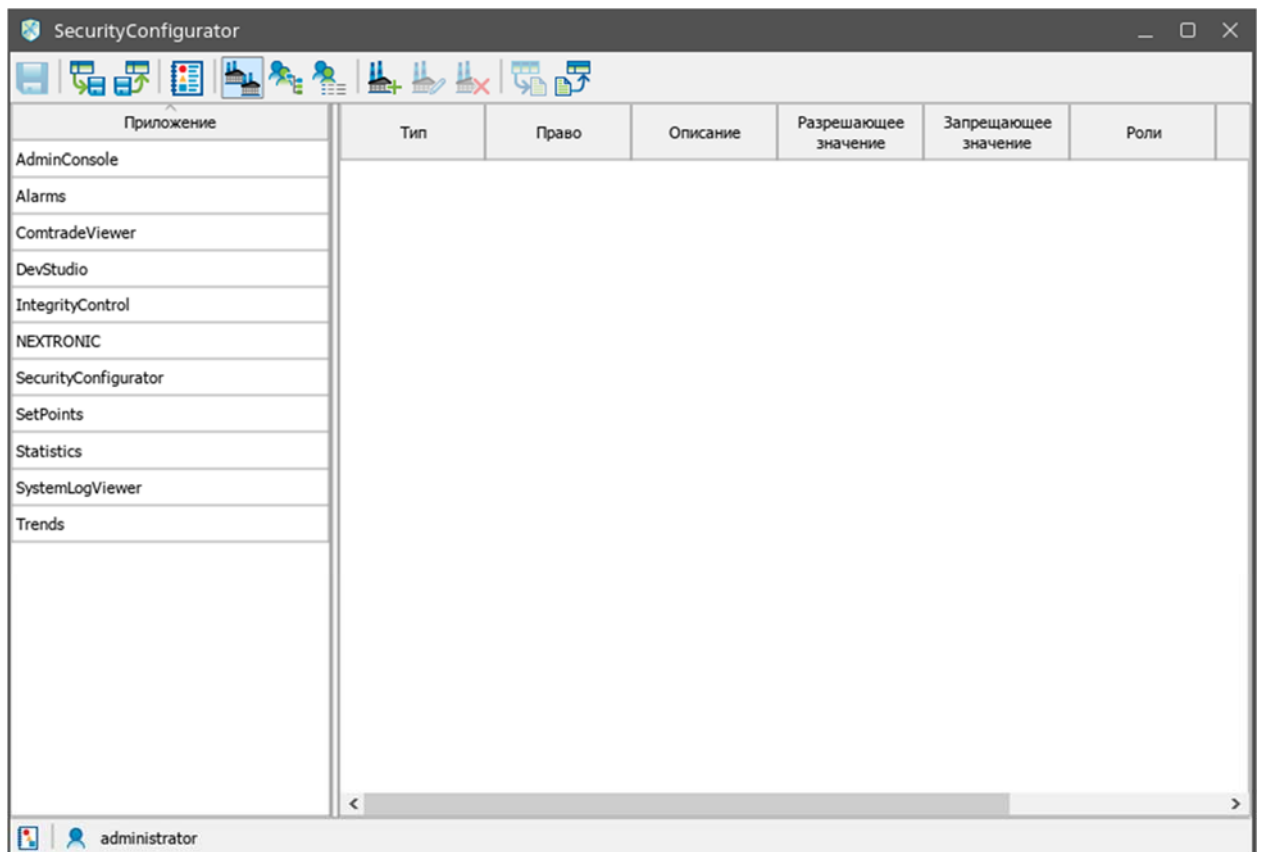 SecurityConfigurator
Приложение
Тип
Право
Описание
Разрешающее
значение
Запрещающее
значение
Роли
AdminConsole
Alarms
ComtradeViewer
DevStudio
IntegrityControl
NEXTRONIC
SecurityConfigurator
SetPoints
Statistics
SystemLogViewer
Trends
administrator